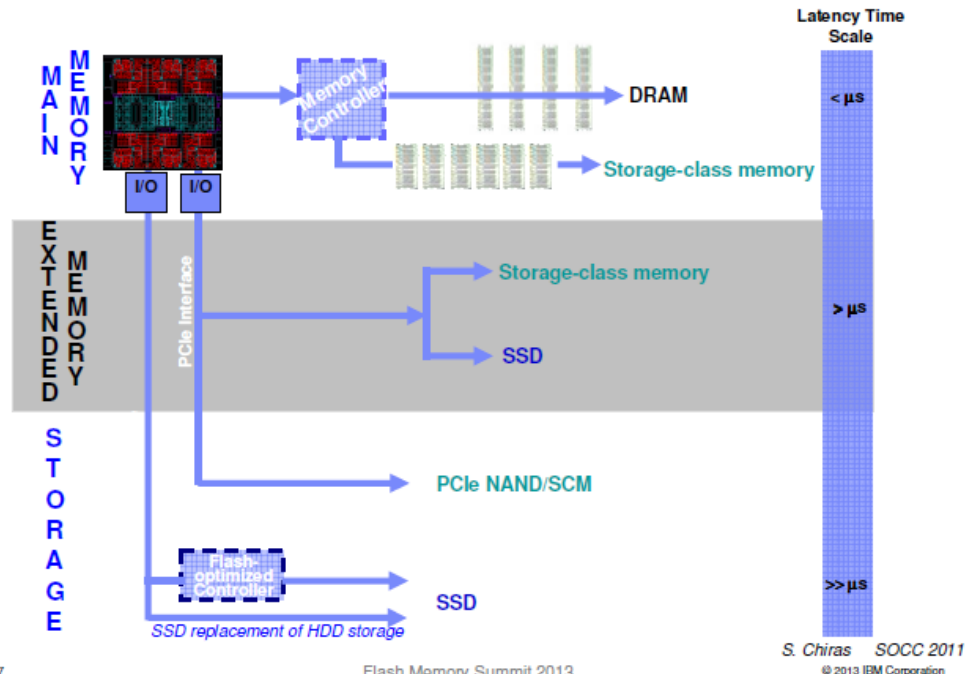 Latency Time
Scale
MAIN
MEMORY
Memory
Controller
DRAM
< µs
Storage-class memory
I/O
I/O
EXTENDED
MEMORY
PCIe Interface
Storage-class memory
> µs
SSD
STORAGE
PCIe NAND/SCM
Flash-
optimized
Controller
>> µs
SSD
SSD replacement of HDD storage
S. Chiras SOCC 2011
Flash Memory Summit 2013
© 2013 IBM Corporation